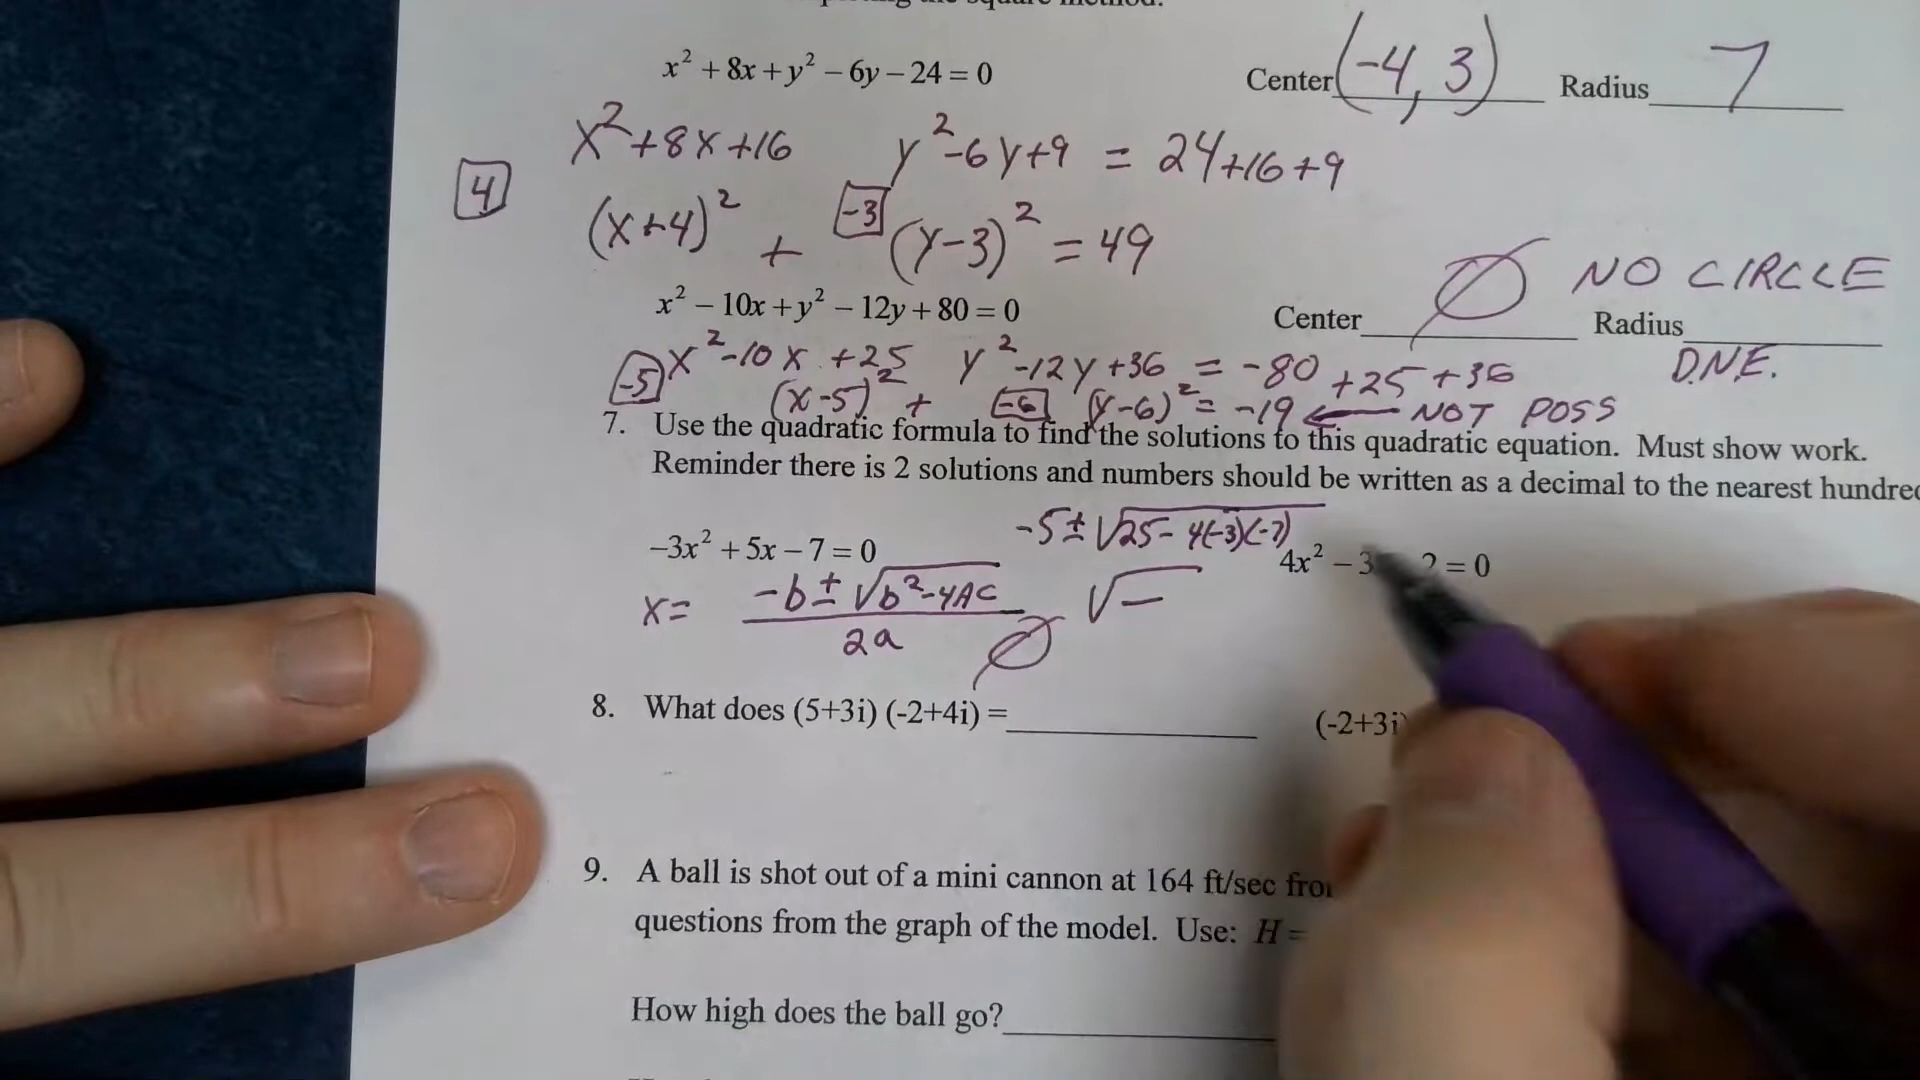 the square method.
x² + 8x + y² − 6y − 24 = 0
Center (-4, 3) Radius 7
x² + 8x + 16 y² - 6y + 9 = 24 + 16 + 9
4
(x+4)² + -3 (y-3)² = 49
x² − 10x + y² − 12y + 80 = 0
Center ∅ NO CIRCLE Radius D.N.E.
-5 x² - 10x + 25 y² - 12y + 36 = -80 + 25 + 36
(x-5)² + -6 (y-6)² = -19 ← NOT POSS
7. Use the quadratic formula to find the solutions to this quadratic equation. Must show work.
Reminder there is 2 solutions and numbers should be written as a decimal to the nearest
-5 ± √25 - 4(-3)(-7)
−3x² + 5x − 7 = 0
4x² − 3 2 = 0
x = -b ± √b²-4AC
2a
∅ √−
8. What does (5+3i) (-2+4i) = (-2+3i)
9. A ball is shot out of a mini cannon at 164 ft/sec
questions from the graph of the model. Use: H =
How high does the ball go?